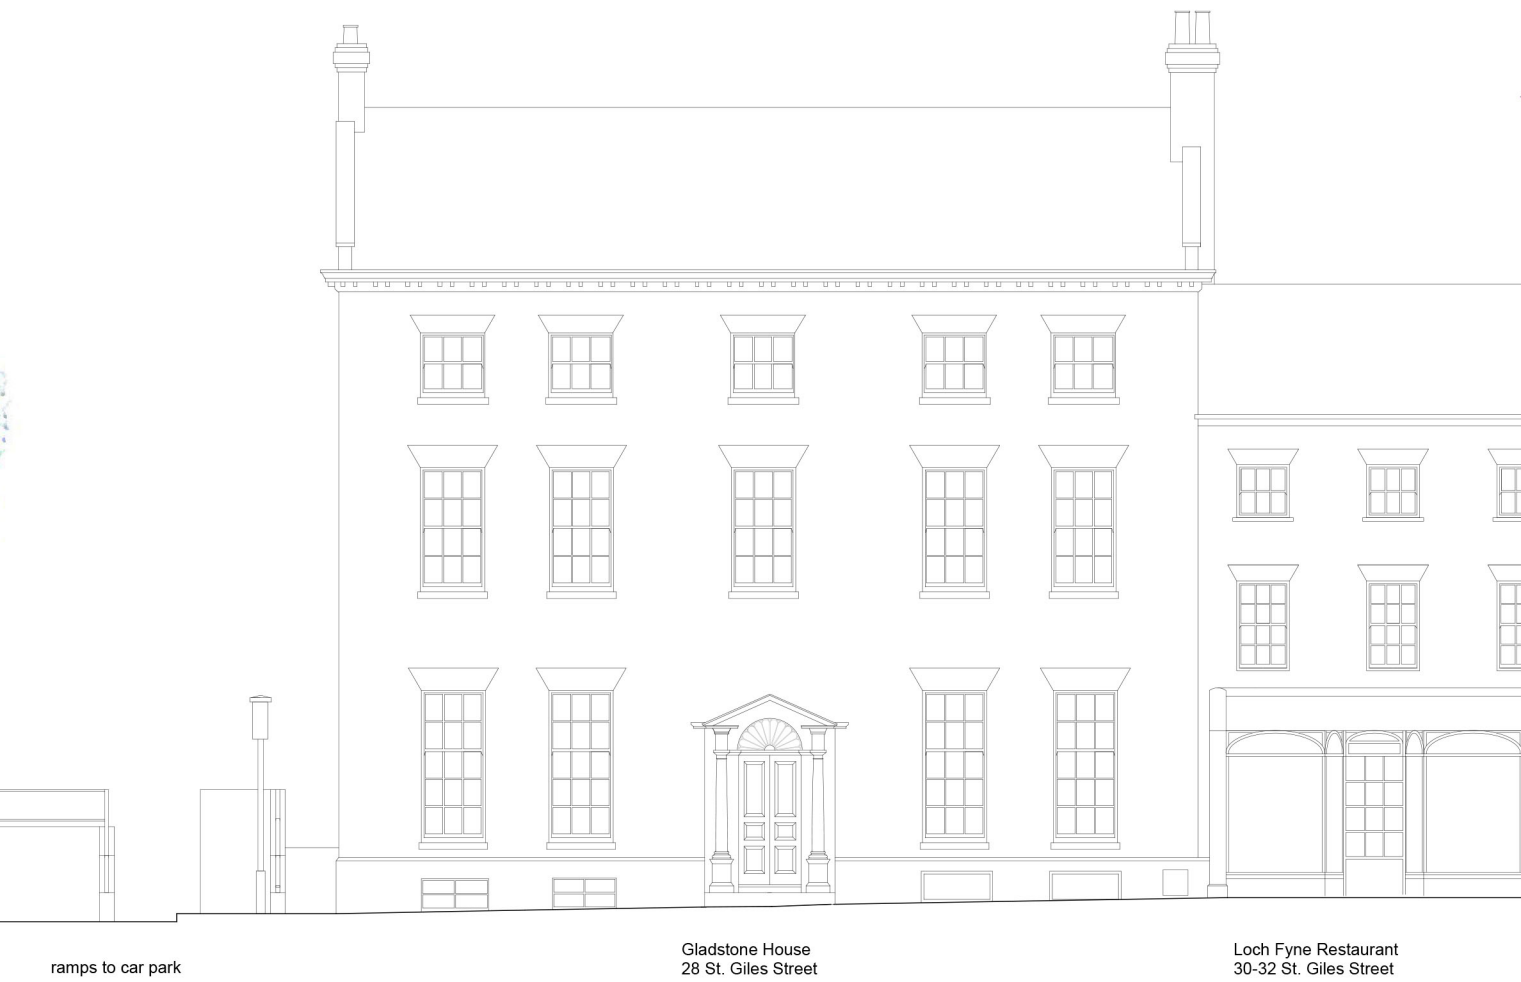 ramps to car park
Gladstone House
28 St. Giles Street
Loch Fyne Restaurant
30-32 St. Giles Street